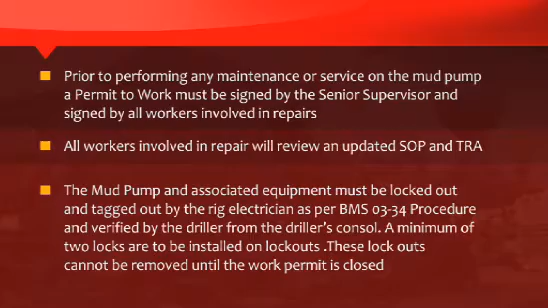 Prior to performing any maintenance or service on the mud pump
a Permit to Work must be signed by the Senior Supervisor and
signed by all workers involved in repairs
All workers involved in repair will review an updated SOP and TRA
The Mud Pump and associated equipment must be locked out
and tagged out by the rig electrician as per BMS 03-34 Procedure
and verified by the driller from the driller's consol. A minimum of
two locks are to be installed on lockouts .These lock outs
cannot be removed until the work permit is closed